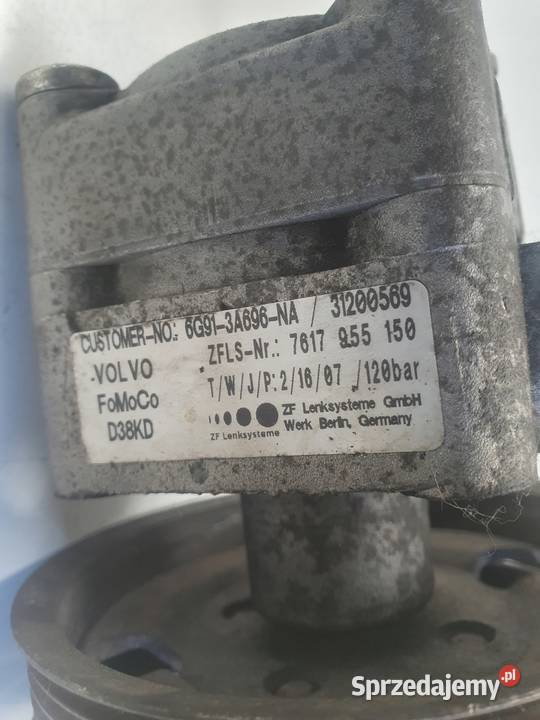 CUSTOMER-NO.: 6G91-3A696-NA / 31200569
VOLVO ZFLS-Nr.: 7617 955 150
FoMoCo T/W/J/P: 2/16/07 /120bar
D38KD ZF Lenksysteme ZF Lenksysteme GmbH
Werk Berlin, Germany
Sprzedajemy.pl